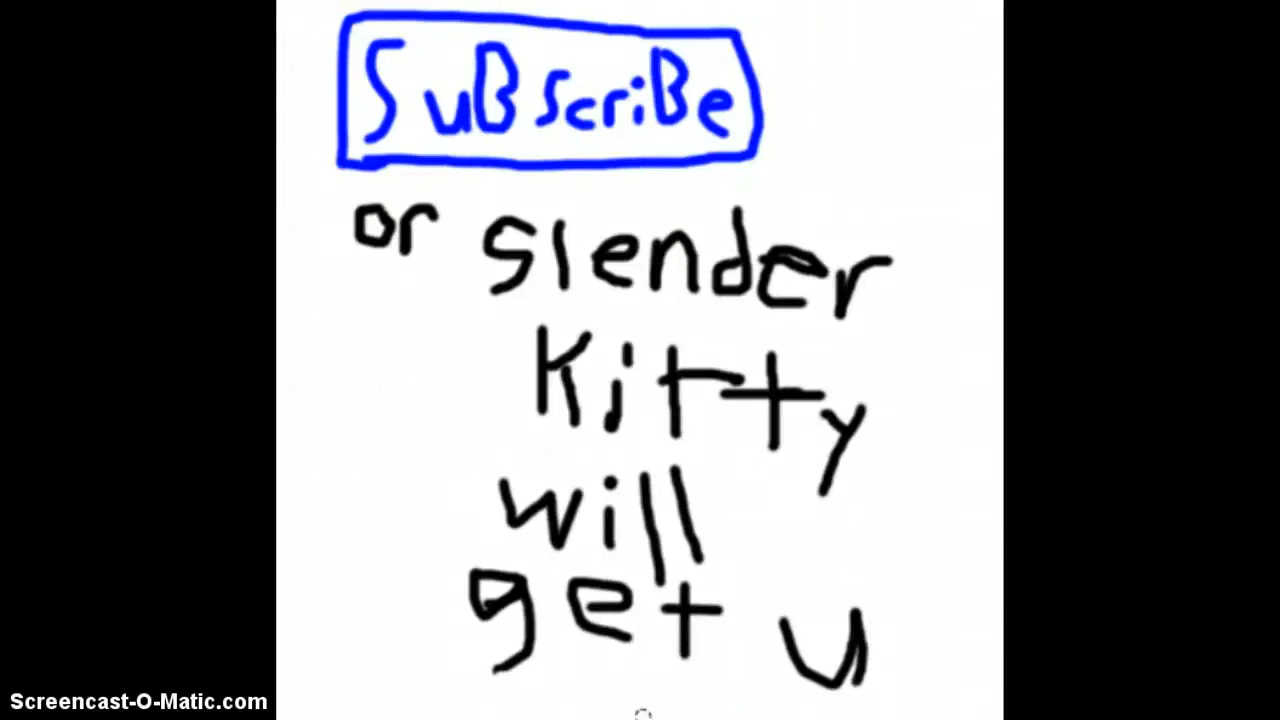 SuBscriBe
or slender
Kitty
will
get u
Screencast-O-Matic.com